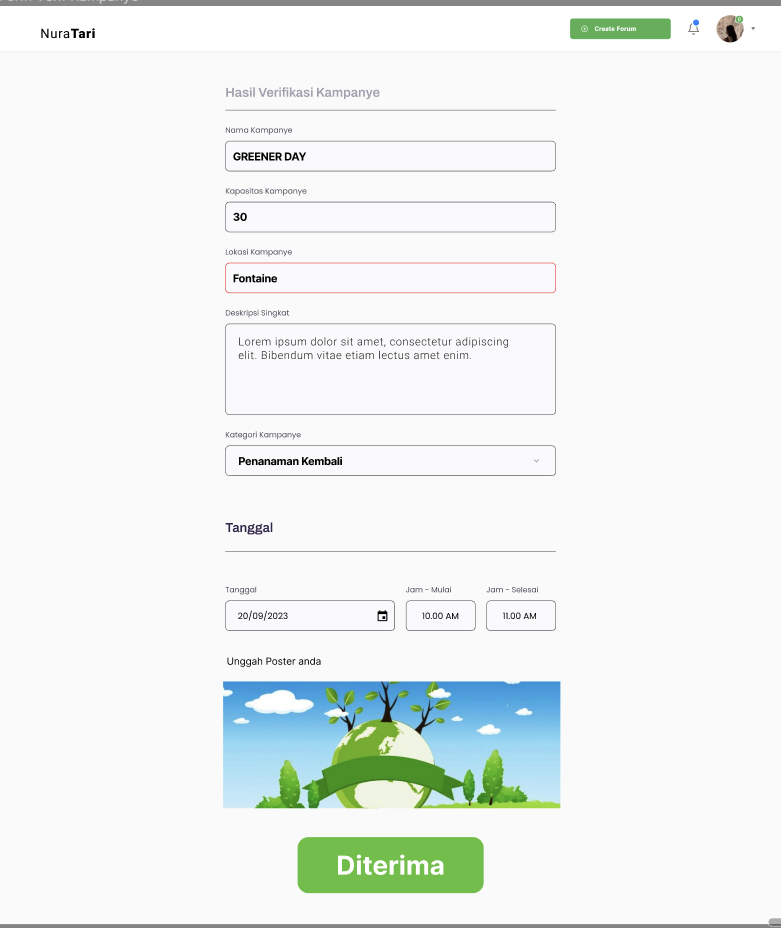 NuraTari
Create Forum
Hasil Verifikasi Kampanye
Nama Kampanye
GREENER DAY
Kapasitas Kampanye
30
Lokasi Kampanye
Fontaine
Deskripsi Singkat
Lorem ipsum dolor sit amet, consectetur adipiscing
elit. Bibendum vitae etiam lectus amet enim.
Kategori Kampanye
Penanaman Kembali
Tanggal
Tanggal
Jam - Mulai
Jam - Selesai
20/09/2023
10.00 AM
11.00 AM
Unggah Poster anda
Diterima